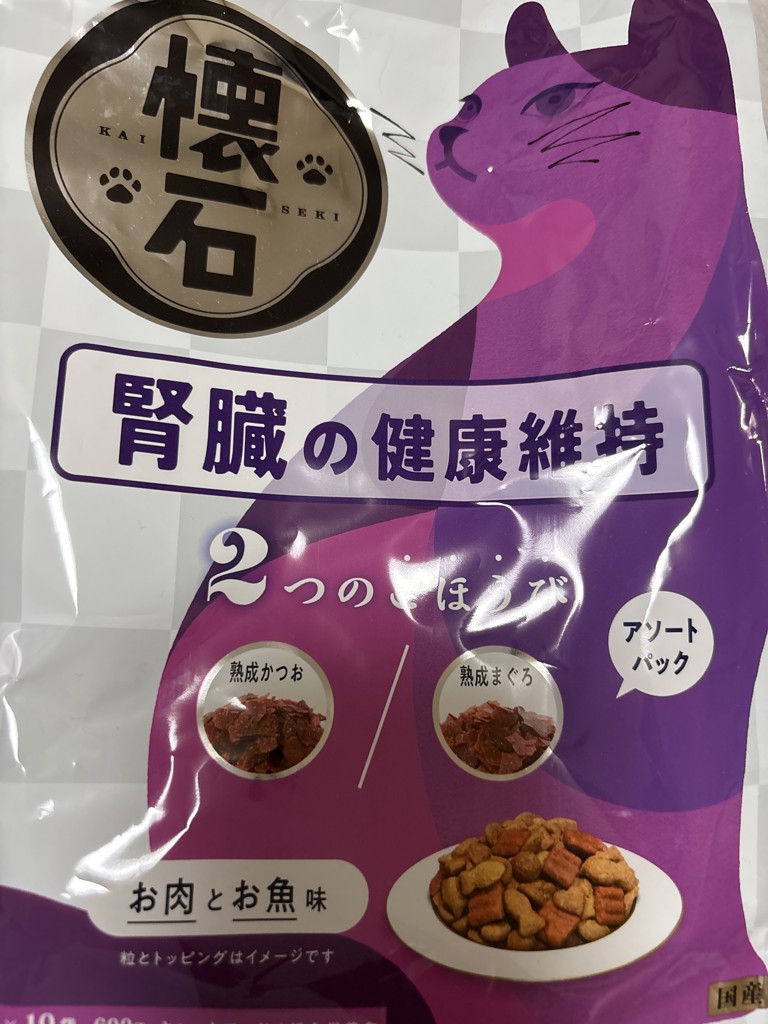 懐石
KAI
SEKI
腎臓の健康維持
2つのごほうび
アソート
パック
熟成かつお
熟成まぐろ
お肉とお魚味
粒とトッピングはイメージです
国産